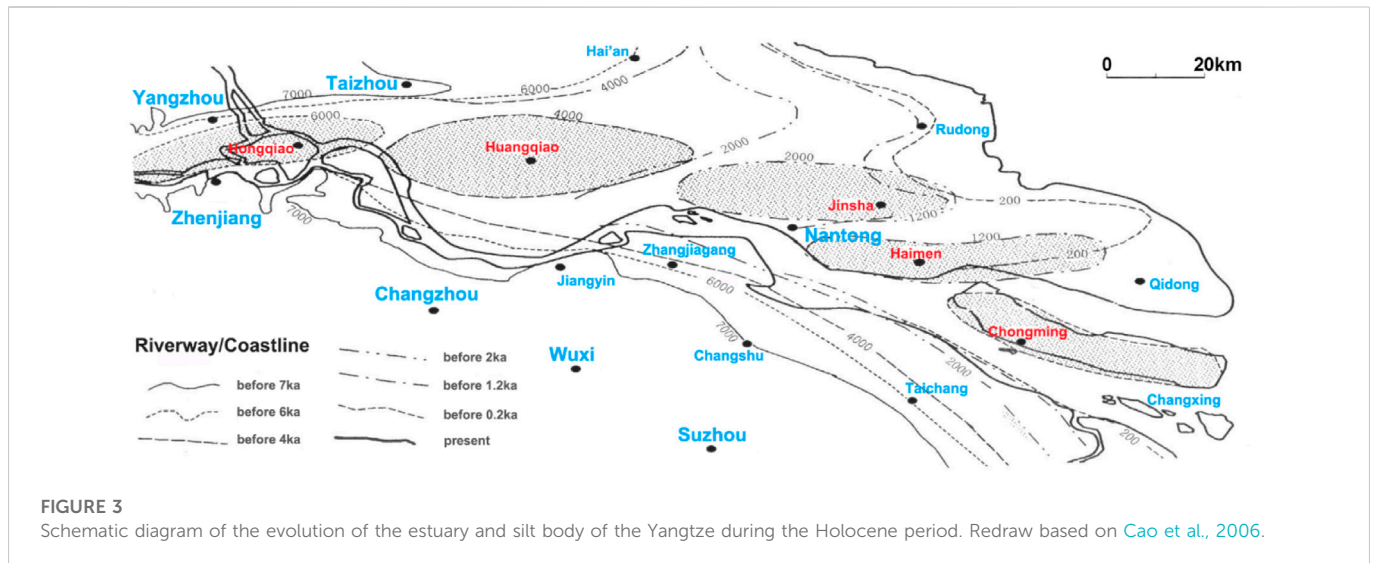 Hai'an
0 20km
Taizhou
6000
4000
Yangzhou
7000
6000
4000
Rudong
Hongqiao
Huangqiao
2000
2000
Jinsha
200
1200
Zhenjiang
7000
Nantong
1200
Zhangjiagang
Haimen
200
Jiangyin
Qidong
Changzhou
6000
Riverway/Coastline
7000
Chongming
before 2ka
Wuxi
Changshu
4000
before 7ka
before 1.2ka
2000
Taichang
Changxing
before 6ka
before 0.2ka
Suzhou
200
before 4ka
present
FIGURE 3
Schematic diagram of the evolution of the estuary and silt body of the Yangtze during the Holocene period. Redraw based on Cao et al., 2006.